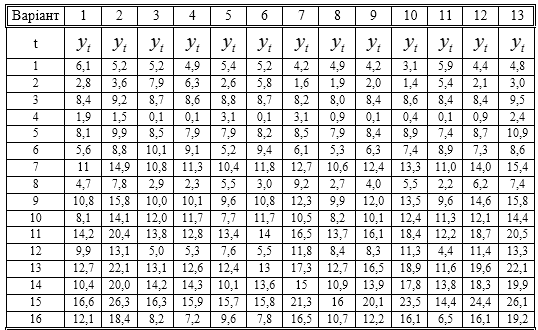 Варіант 1 2 3 4 5 6 7 8 9 10 11 12 13
t y_t y_t y_t y_t y_t y_t y_t y_t y_t y_t y_t y_t y_t
1 6,1 5,2 5,2 4,9 5,4 5,2 4,2 4,9 4,2 3,1 5,9 4,4 4,8
2 2,8 3,6 7,9 6,3 2,6 5,8 1,6 1,9 2,0 1,4 5,4 2,1 3,0
3 8,4 9,2 8,7 8,6 8,8 8,7 8,2 8,0 8,4 8,6 8,4 8,4 9,5
4 1,9 1,5 0,1 0,1 3,1 0,1 3,1 0,9 0,1 0,4 0,1 0,9 2,4
5 8,1 9,9 8,5 7,9 7,9 8,2 8,5 7,9 8,4 8,9 7,4 8,7 10,9
6 5,6 8,8 10,1 9,1 5,2 9,4 6,1 5,3 6,3 7,4 8,9 7,3 8,6
7 11 14,9 10,8 11,3 10,4 11,8 12,7 10,6 12,4 13,3 11,0 14,0 15,4
8 4,7 7,8 2,9 2,3 5,5 3,0 9,2 2,7 4,0 5,5 2,2 6,2 7,4
9 10,8 15,8 10,0 10,1 9,6 10,8 12,3 9,9 12,0 13,5 9,6 14,6 15,8
10 8,1 14,1 12,0 11,7 7,7 11,7 10,5 8,2 10,1 12,4 11,3 12,1 14,4
11 14,2 20,4 13,8 12,8 13,4 14 16,5 13,7 16,1 18,4 12,2 18,7 20,5
12 9,9 13,1 5,0 5,3 7,6 5,5 11,8 8,4 8,3 11,3 4,4 11,4 13,3
13 12,7 22,1 13,1 12,6 12,4 13 17,3 12,7 16,5 18,9 11,6 19,6 22,1
14 10,4 20,0 14,2 14,3 10,1 13,6 15 10,9 13,9 17,8 13,8 18,3 19,9
15 16,6 26,3 16,3 15,9 15,7 15,8 21,3 16 20,1 23,5 14,4 24,4 26,1
16 12,1 18,4 8,2 7,2 9,6 7,8 16,5 10,7 12,2 16,1 6,5 16,1 19,2